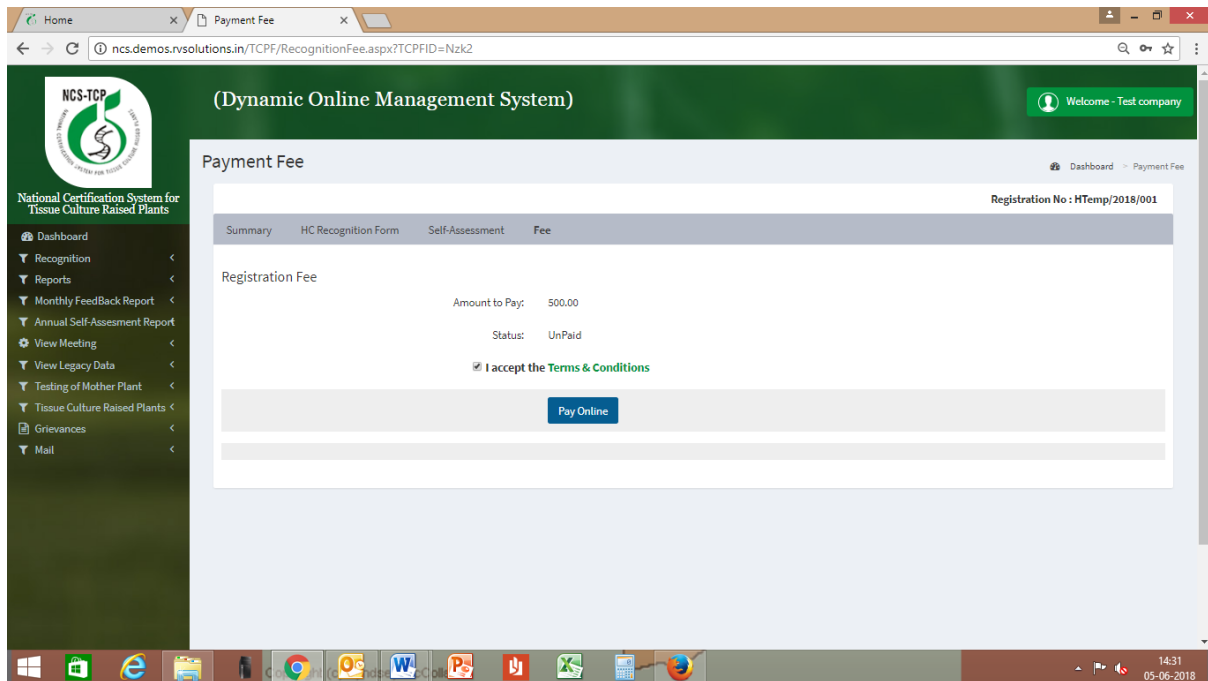 Home
Payment Fee
ncs.demos.rvsolutions.in/TCPF/RecognitionFee.aspx?TCPFID=Nzk2
NCS-TCP
(Dynamic Online Management System)
Welcome - Test company
National Certification System for
Tissue Culture Raised Plants
Payment Fee
Dashboard > Payment Fee
Registration No : HTemp/2018/001
Summary HC Recognition Form Self-Assessment Fee
Dashboard
Recognition
Reports
Monthly FeedBack Report
Annual Self-Assesment Report
View Meeting
View Legacy Data
Testing of Mother Plant
Tissue Culture Raised Plants
Grievances
Mail
Registration Fee
Amount to Pay: 500.00
Status: UnPaid
I accept the Terms & Conditions
Pay Online
14:31
05-06-2018